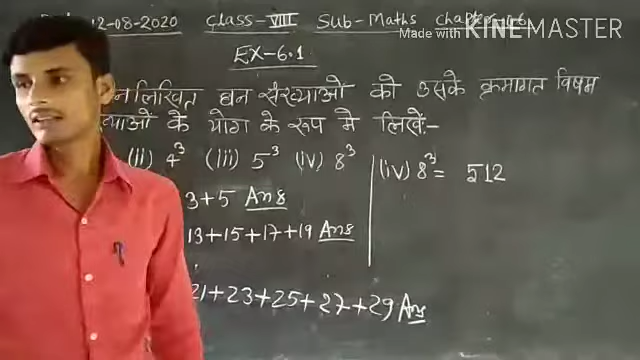 12-08-2020 Class-VIII Sub-Maths Chapter-06
Made with KINEMASTER
EX-6.1
संख्याओं को उसके क्रमागत विषम
के योग के रूप में लिखें:-
(ii) 4³ (iii) 5³ (iv) 8³
3+5 Ans
13+15+17+19 Ans
21+23+25+27+29 Ans
(iv) 8³ = 512